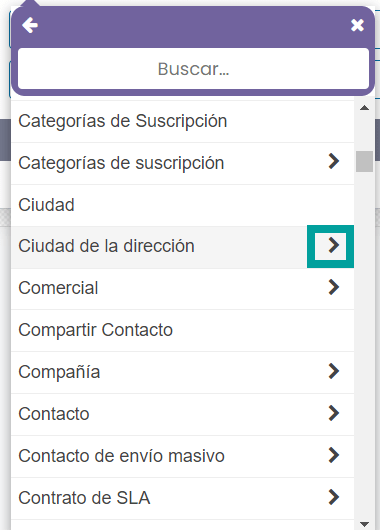 Buscar...
Categorías de Suscripción
Categorías de suscripción
Ciudad
Ciudad de la dirección
Comercial
Compartir Contacto
Compañía
Contacto
Contacto de envío masivo
Contrato de SLA